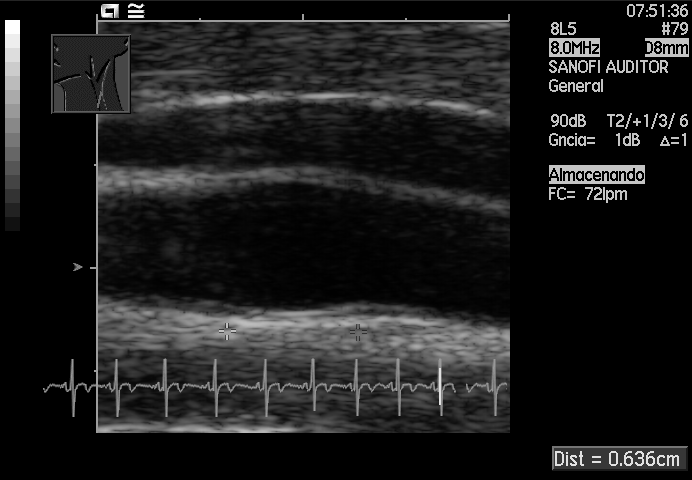 07:51:36
8L5 #79
8.0MHz D8mm
SANOFI AUDITOR
General
90dB T2/+1/3/ 6
Gncia= 1dB Δ=1
Almacenando
FC= 72lpm
Dist = 0.636cm